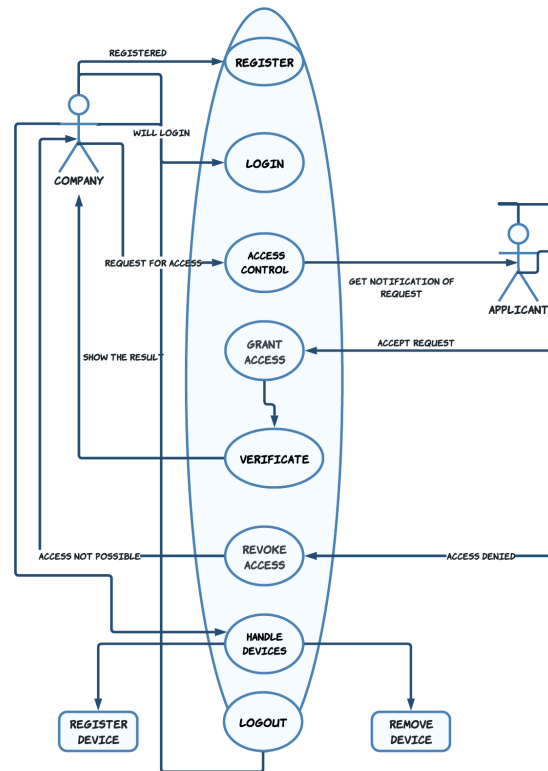 REGISTERED
REGISTER
WILL LOGIN
LOGIN
COMPANY
REQUEST FOR ACCESS
ACCESS
CONTROL
GET NOTIFICATION OF
REQUEST
APPLICANT
GRANT
ACCESS
ACCEPT REQUEST
SHOW THE RESULT
VERIFICATE
ACCESS NOT POSSIBLE
REVOKE
ACCESS
ACCESS DENIED
HANDLE
DEVICES
REGISTER
DEVICE
LOGOUT
REMOVE
DEVICE